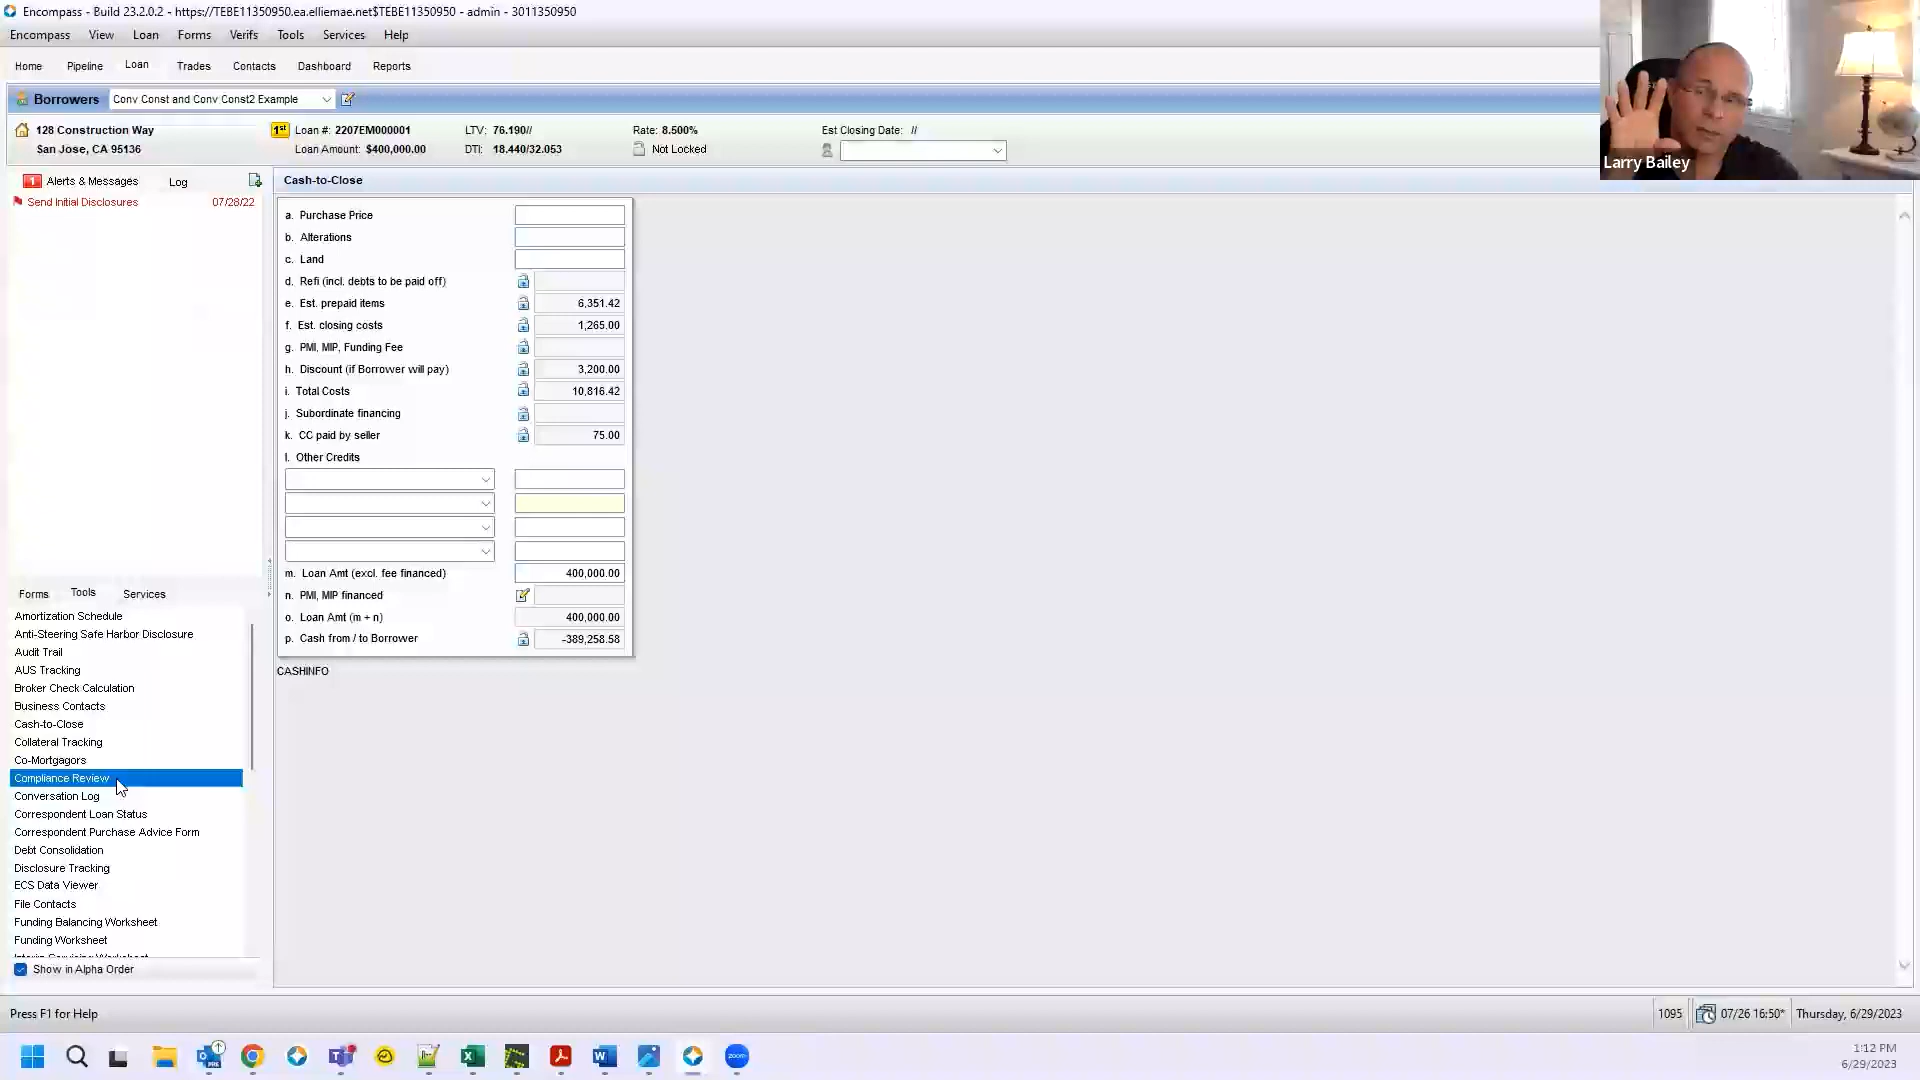 Encompass - Build 23.2.0.2 - https://TEBE11350950.ea.elliemae.net$TEBE11350950 - admin - 3011350950
Encompass View Loan Forms Verifs Tools Services Help
Home Pipeline Loan Trades Contacts Dashboard Reports
Borrowers Conv Const and Conv Const2 Example
128 Construction Way
San Jose, CA 95136
1st Loan #: 2207EM000001
Loan Amount: $400,000.00
LTV: 76.190//
DTI: 18.440/32.053
Rate: 8.500%
Not Locked
Est Closing Date: //
Larry Bailey
1 Alerts & Messages Log
Send Initial Disclosures 07/28/22
Cash-to-Close
a. Purchase Price
b. Alterations
c. Land
d. Refi (incl. debts to be paid off)
e. Est. prepaid items 6,351.42
f. Est. closing costs 1,265.00
g. PMI, MIP, Funding Fee
h. Discount (if Borrower will pay) 3,200.00
i. Total Costs 10,816.42
j. Subordinate financing
k. CC paid by seller 75.00
l. Other Credits
m. Loan Amt (excl. fee financed) 400,000.00
n. PMI, MIP financed
o. Loan Amt (m + n) 400,000.00
p. Cash from / to Borrower -389,258.58
CASHINFO
Forms Tools Services
Amortization Schedule
Anti-Steering Safe Harbor Disclosure
Audit Trail
AUS Tracking
Broker Check Calculation
Business Contacts
Cash-to-Close
Collateral Tracking
Co-Mortgagors
Compliance Review
Conversation Log
Correspondent Loan Status
Correspondent Purchase Advice Form
Debt Consolidation
Disclosure Tracking
ECS Data Viewer
File Contacts
Funding Balancing Worksheet
Funding Worksheet
Interim Servicing Worksheet
Show in Alpha Order
Press F1 for Help
1095 07/26 16:50* Thursday, 6/29/2023
zoom
1:12 PM
6/29/2023